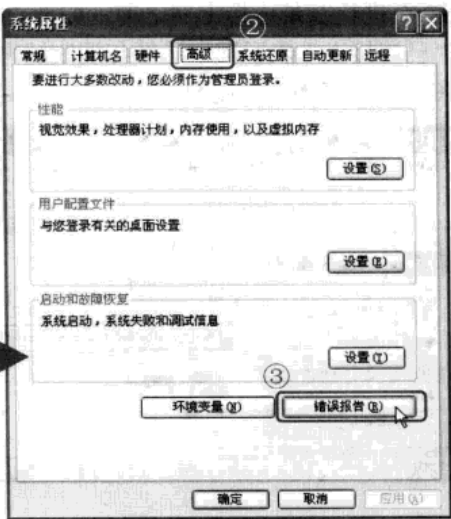 系统属性
②
常规 计算机名 硬件 高级 系统还原 自动更新 远程
要进行大多数改动，您必须作为管理员登录。
性能
视觉效果，处理器计划，内存使用，以及虚拟内存
设置(S)
用户配置文件
与您登录有关的桌面设置
设置(E)
启动和故障恢复
系统启动，系统失败和调试信息
设置(T)
③
环境变量(N) 错误报告(R)
确定 取消 应用(A)